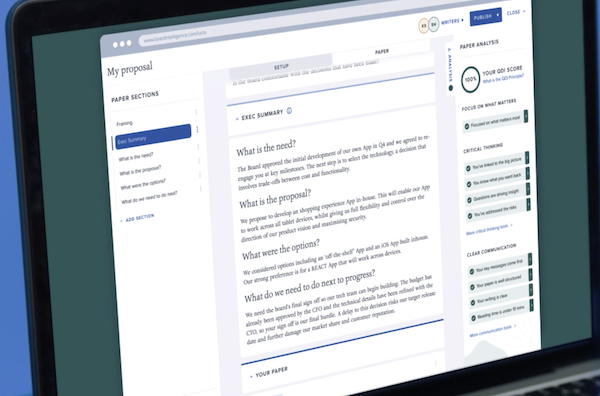 www.boardintelligence.com/lucia
My proposal
SETUP
PAPER
WRITERS
PUBLISH
CLOSE
PAPER SECTIONS
Framing
Exec Summary
What is the need?
What is the proposal?
What were the options?
What do we need to do next?
+ ADD SECTION
Is the board comfortable with the decisions that have been made?
EXEC SUMMARY
What is the need?
The Board approved the initial development of our own App in Q4 and we agreed to re-
engage you at key milestones. The next step is to select the technology, a decision that
involves trade-offs between cost and functionality.
What is the proposal?
We propose to develop an shopping experience App in-house. This will enable our App
to work across all tablet devices, whilst giving us full flexibility and control over the
direction of our product vision and maximising security.
What were the options?
We considered options including an 'off-the-shelf' App and an iOS App built inhouse.
Our strong preference is for a REACT App that will work across devices.
What do we need to do next to progress?
We need the board's final sign off so our tech team can begin building. The budget has
already been approved by the CFO and the technical details have been refined with the
CTO, so your sign off is our final hurdle. A delay to this decision risks our target release
date and further damage our market share and customer reputation.
YOUR PAPER
ANALYSIS
PAPER ANALYSIS
100%
YOUR QDI SCORE
What is the QDI Principle?
FOCUS ON WHAT MATTERS
Focused on what matters most
CRITICAL THINKING
You've linked to the big picture
You know what you want back
Questions are driving insight
You've addressed the risks
More critical thinking tools
CLEAR COMMUNICATION
Your key messages come first
Your paper is well-structured
Your writing is clear
Reading time is under 10 mins
More communication tools